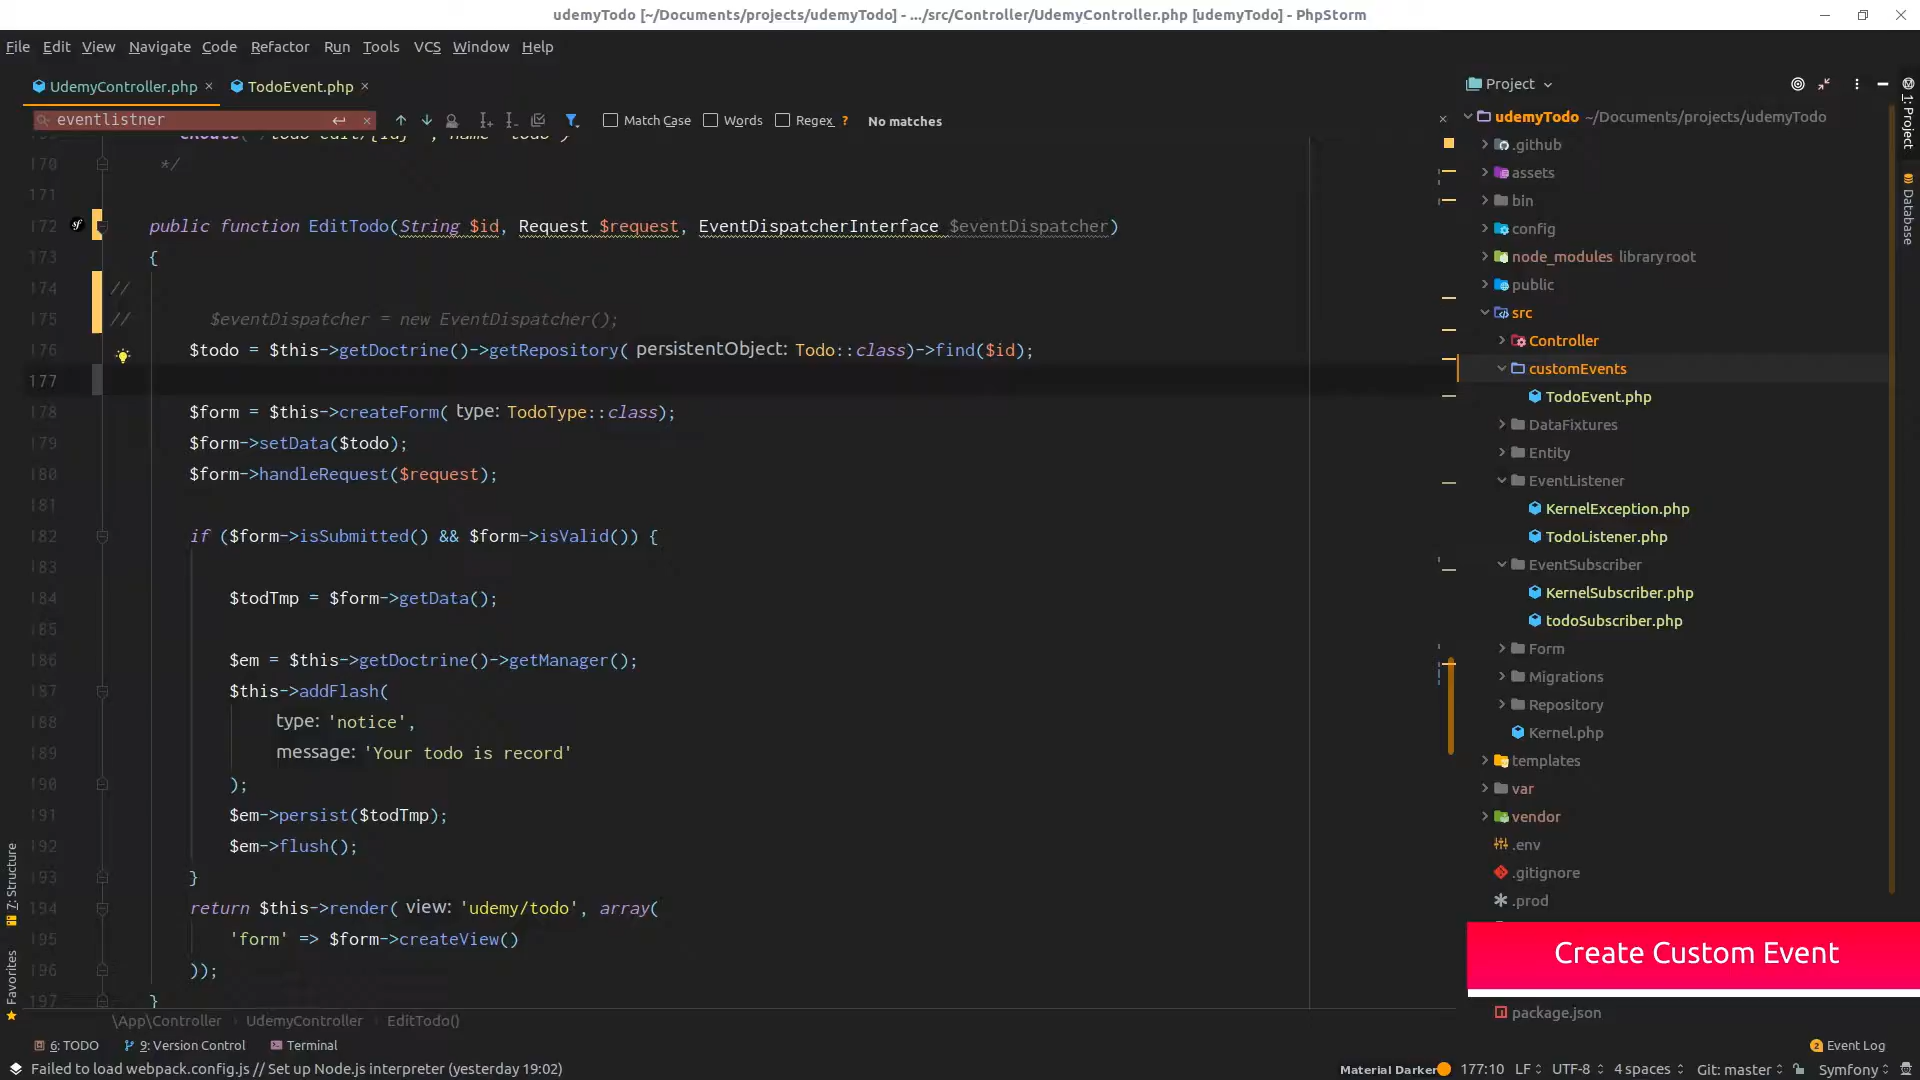 udemyTodo [~/Documents/projects/udemyTodo] - .../src/Controller/UdemyController.php [udemyTodo] - PhpStorm
File Edit View Navigate Code Refactor Run Tools VCS Window Help
UdemyController.php TodoEvent.php
eventlistner
Match Case Words Regex ? No matches
170 */
171
172 public function EditTodo(String $id, Request $request, EventDispatcherInterface $eventDispatcher)
173 {
174 //
175 // $eventDispatcher = new EventDispatcher();
176 $todo = $this->getDoctrine()->getRepository( persistentObject: Todo::class)->find($id);
177
178 $form = $this->createForm( type: TodoType::class);
179 $form->setData($todo);
180 $form->handleRequest($request);
181
182 if ($form->isSubmitted() && $form->isValid()) {
183
184 $todTmp = $form->getData();
185
186 $em = $this->getDoctrine()->getManager();
187 $this->addFlash(
188 type: 'notice',
189 message: 'Your todo is record'
190 );
191 $em->persist($todTmp);
192 $em->flush();
193 }
194 return $this->render( view: 'udemy/todo', array(
195 'form' => $form->createView()
196 ));
197 }
\App\Controller UdemyController EditTodo()
Project
udemyTodo ~/Documents/projects/udemyTodo
.github
assets
bin
config
node_modules library root
public
src
Controller
customEvents
TodoEvent.php
DataFixtures
Entity
EventListener
KernelException.php
TodoListener.php
EventSubscriber
KernelSubscriber.php
todoSubscriber.php
Form
Migrations
Repository
Kernel.php
templates
var
vendor
.env
.gitignore
.prod
Create Custom Event
package.json
1: Project
Database
7: Structure
Favorites
6: TODO 9: Version Control Terminal
2 Event Log
Failed to load webpack.config.js // Set up Node.js interpreter (yesterday 19:02)
Material Darker 177:10 LF UTF-8 4 spaces Git: master Symfony